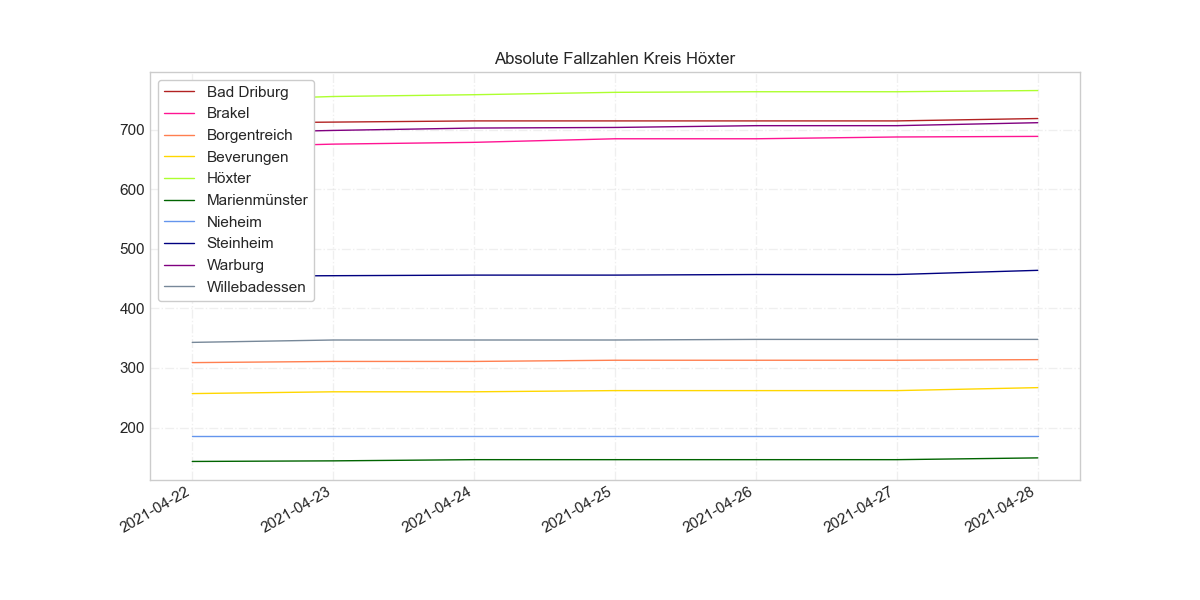 Absolute Fallzahlen Kreis Höxter
Bad Driburg
Brakel
Borgentreich
Beverungen
Höxter
Marienmünster
Nieheim
Steinheim
Warburg
Willebadessen
700
600
500
400
300
200
2021-04-22
2021-04-23
2021-04-24
2021-04-25
2021-04-26
2021-04-27
2021-04-28